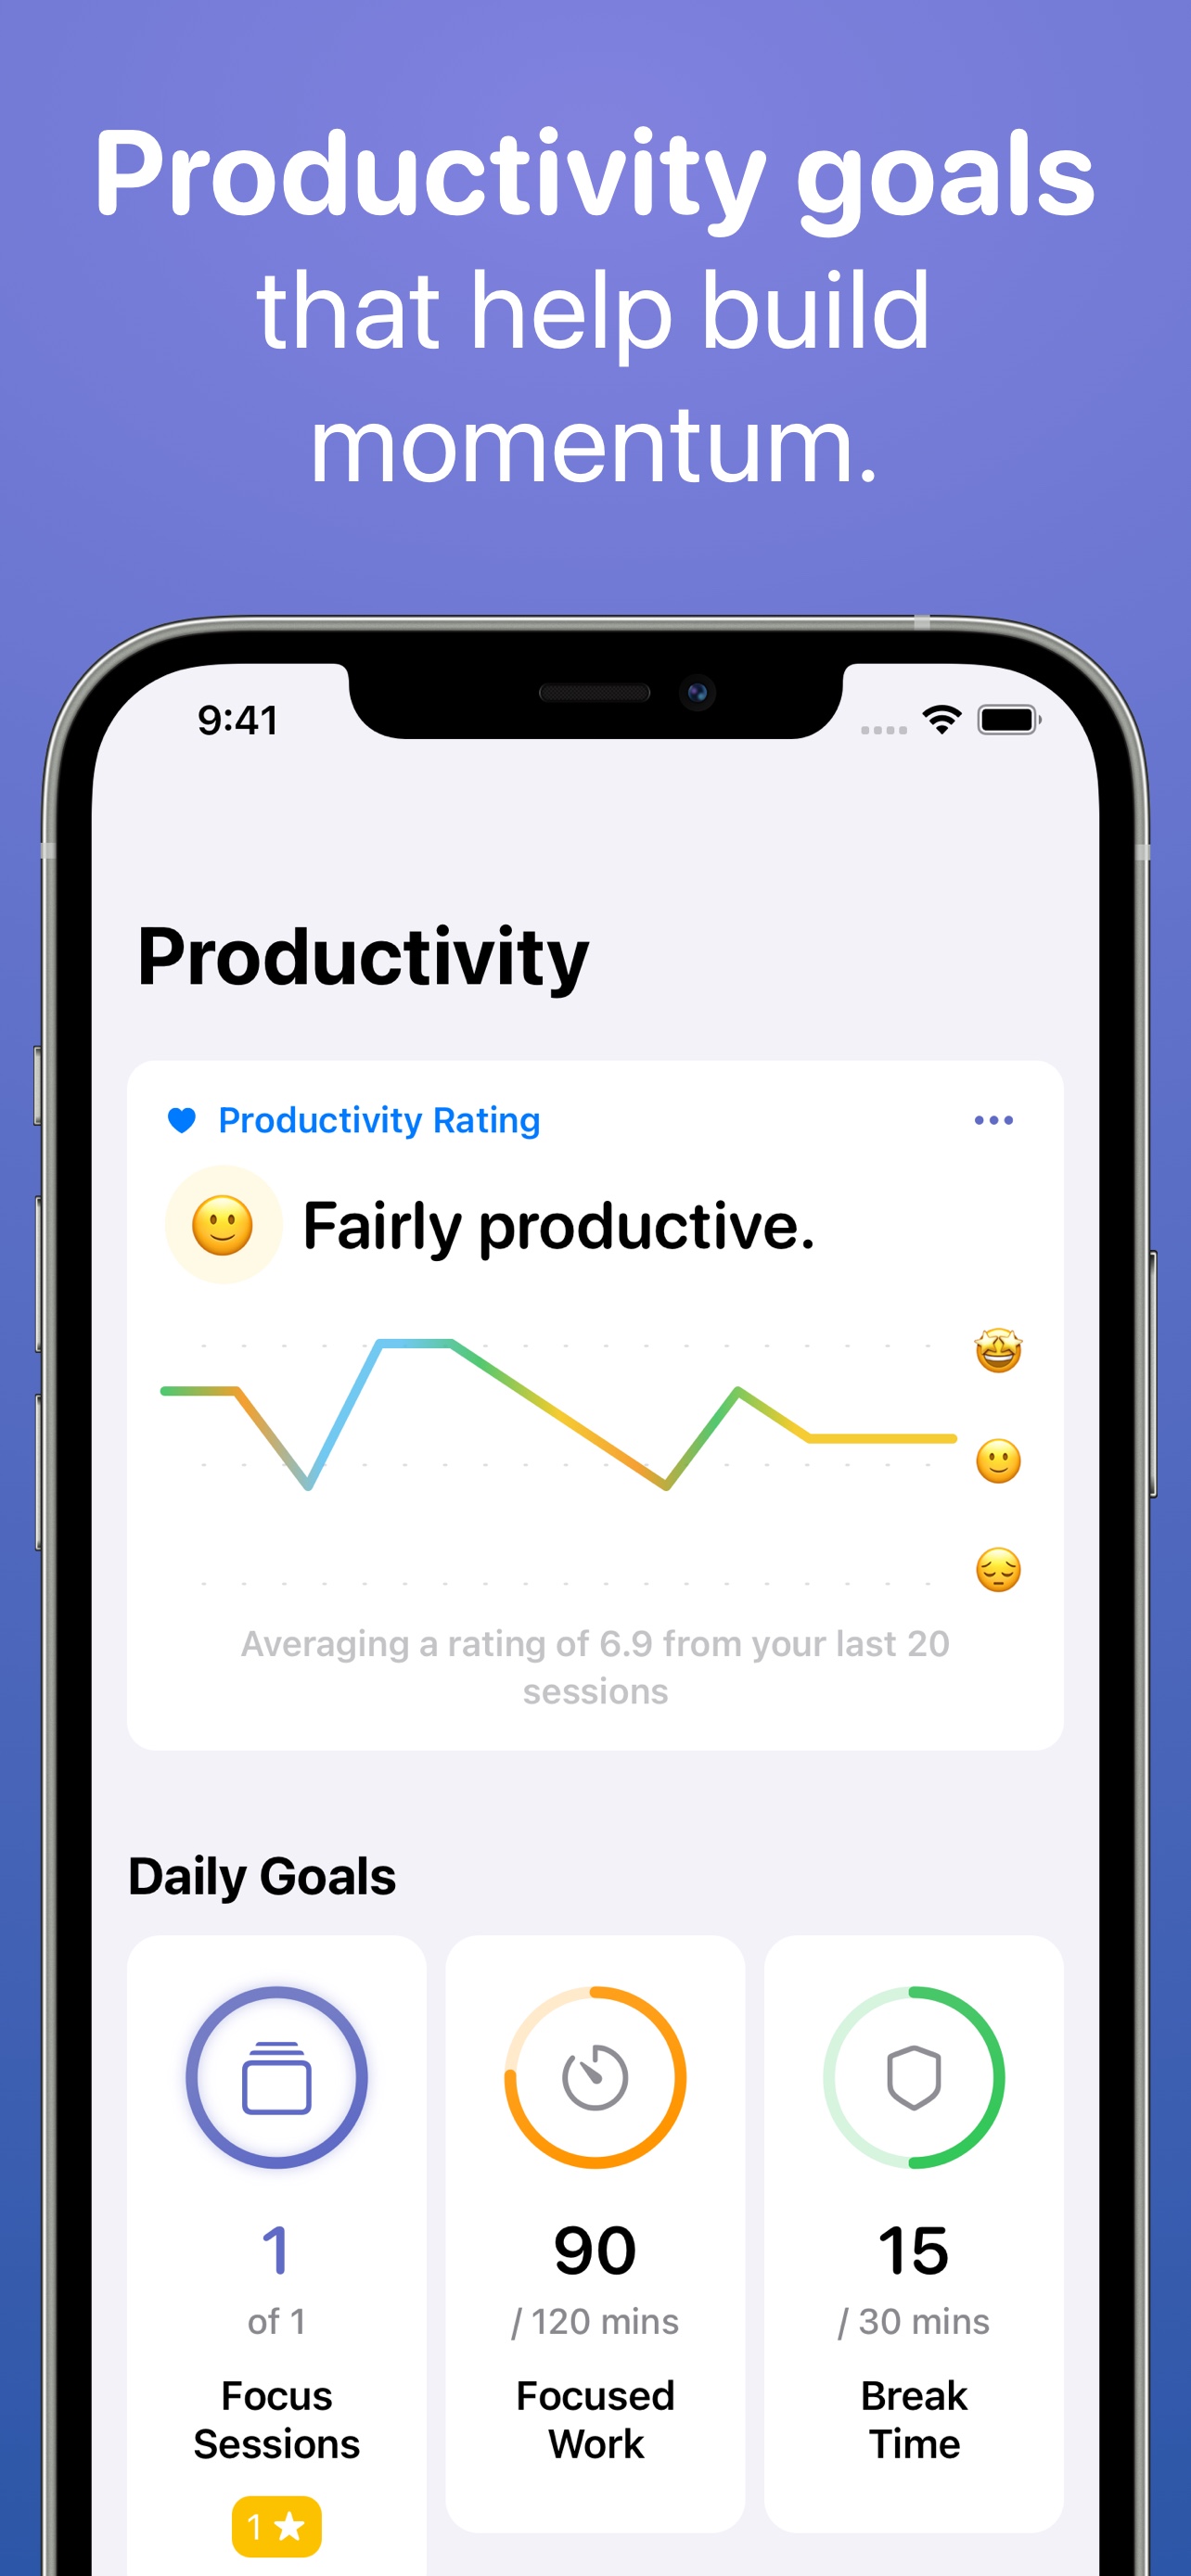 Productivity goals
that help build
momentum.
9:41
Productivity
Productivity Rating
Fairly productive.
Averaging a rating of 6.9 from your last 20
sessions
Daily Goals
1
of 1
Focus
Sessions
1
90
/ 120 mins
Focused
Work
15
/ 30 mins
Break
Time